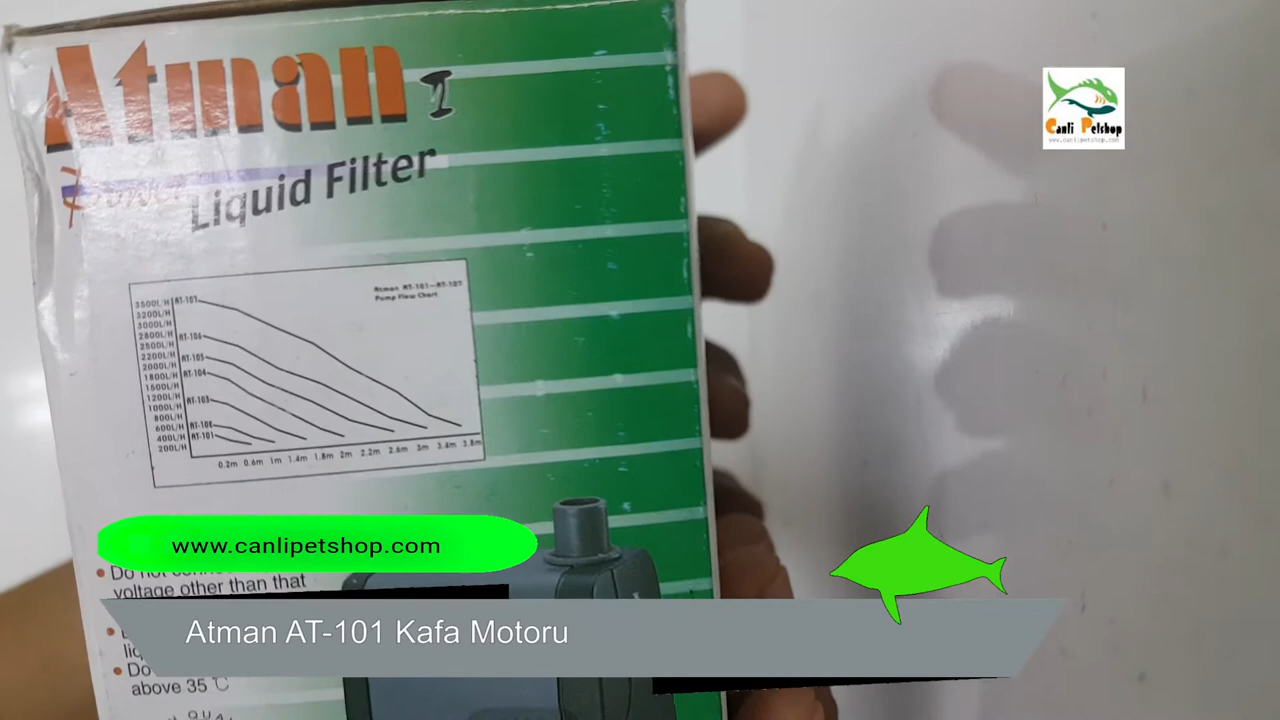 Atman
Power
Liquid Filter
Canli Petshop
www.canlipetshop.com
Atman AT-101—AT-107
Pump Flow Chart
3500L/H AT-107
3200L/H
3000L/H
2800L/H AT-106
2500L/H
2200L/H AT-105
2000L/H
1800L/H AT-104
1500L/H
1200L/H
1000L/H AT-103
800L/H
600L/H
400L/H AT-101
200L/H
0.2m 0.6m 1m 1.4m 1.8m 2m 2.2m 2.6m 3m 3.4m 3.8m
www.canlipetshop.com
Do not
voltage other than that
Atman AT-101 Kafa Motoru
Do
above 35℃